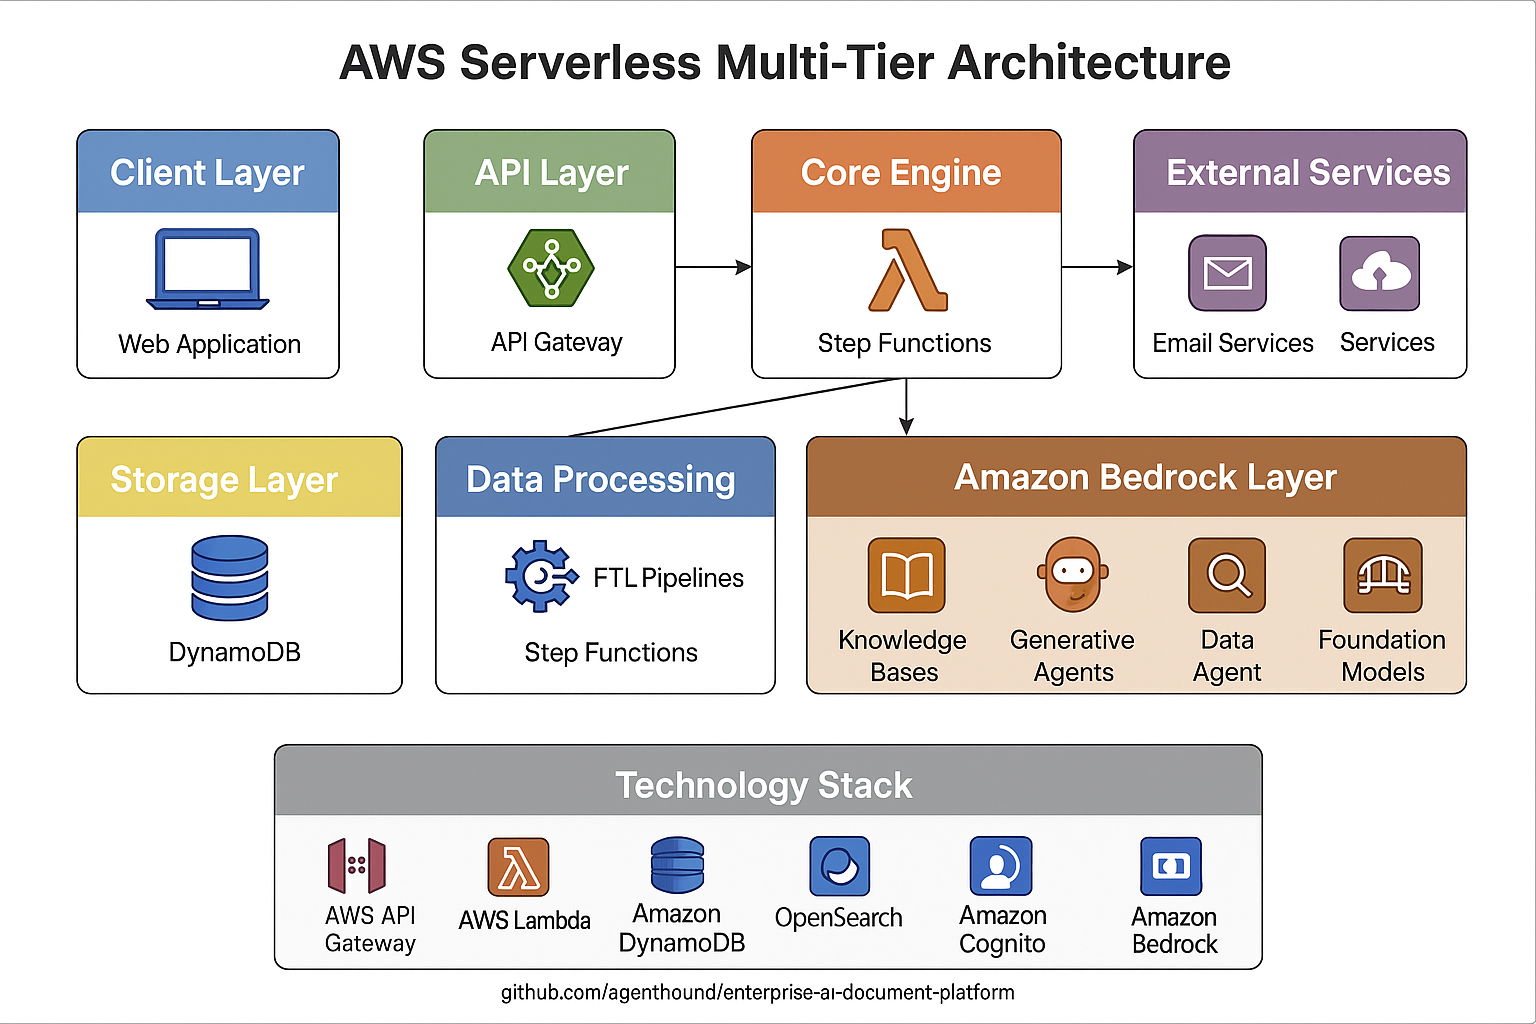 AWS Serverless Multi-Tier Architecture
Client Layer
Web Application
API Layer
API Gatevay
Core Engine
Step Functions
External Services
Email Services
Services
Storage Layer
DynamoDB
Data Processing
FTL Pipelines
Step Functions
Amazon Bedrock Layer
Knowledge
Bases
Generative
Agents
Data
Agent
Foundation
Models
Technology Stack
AWS API
Gateway
AWS Lambda
Amazon
DynamoDB
OpenSearch
Amazon
Cognito
Amazon
Bedrock
github.com/agenthound/enterprise-aı-document-platform